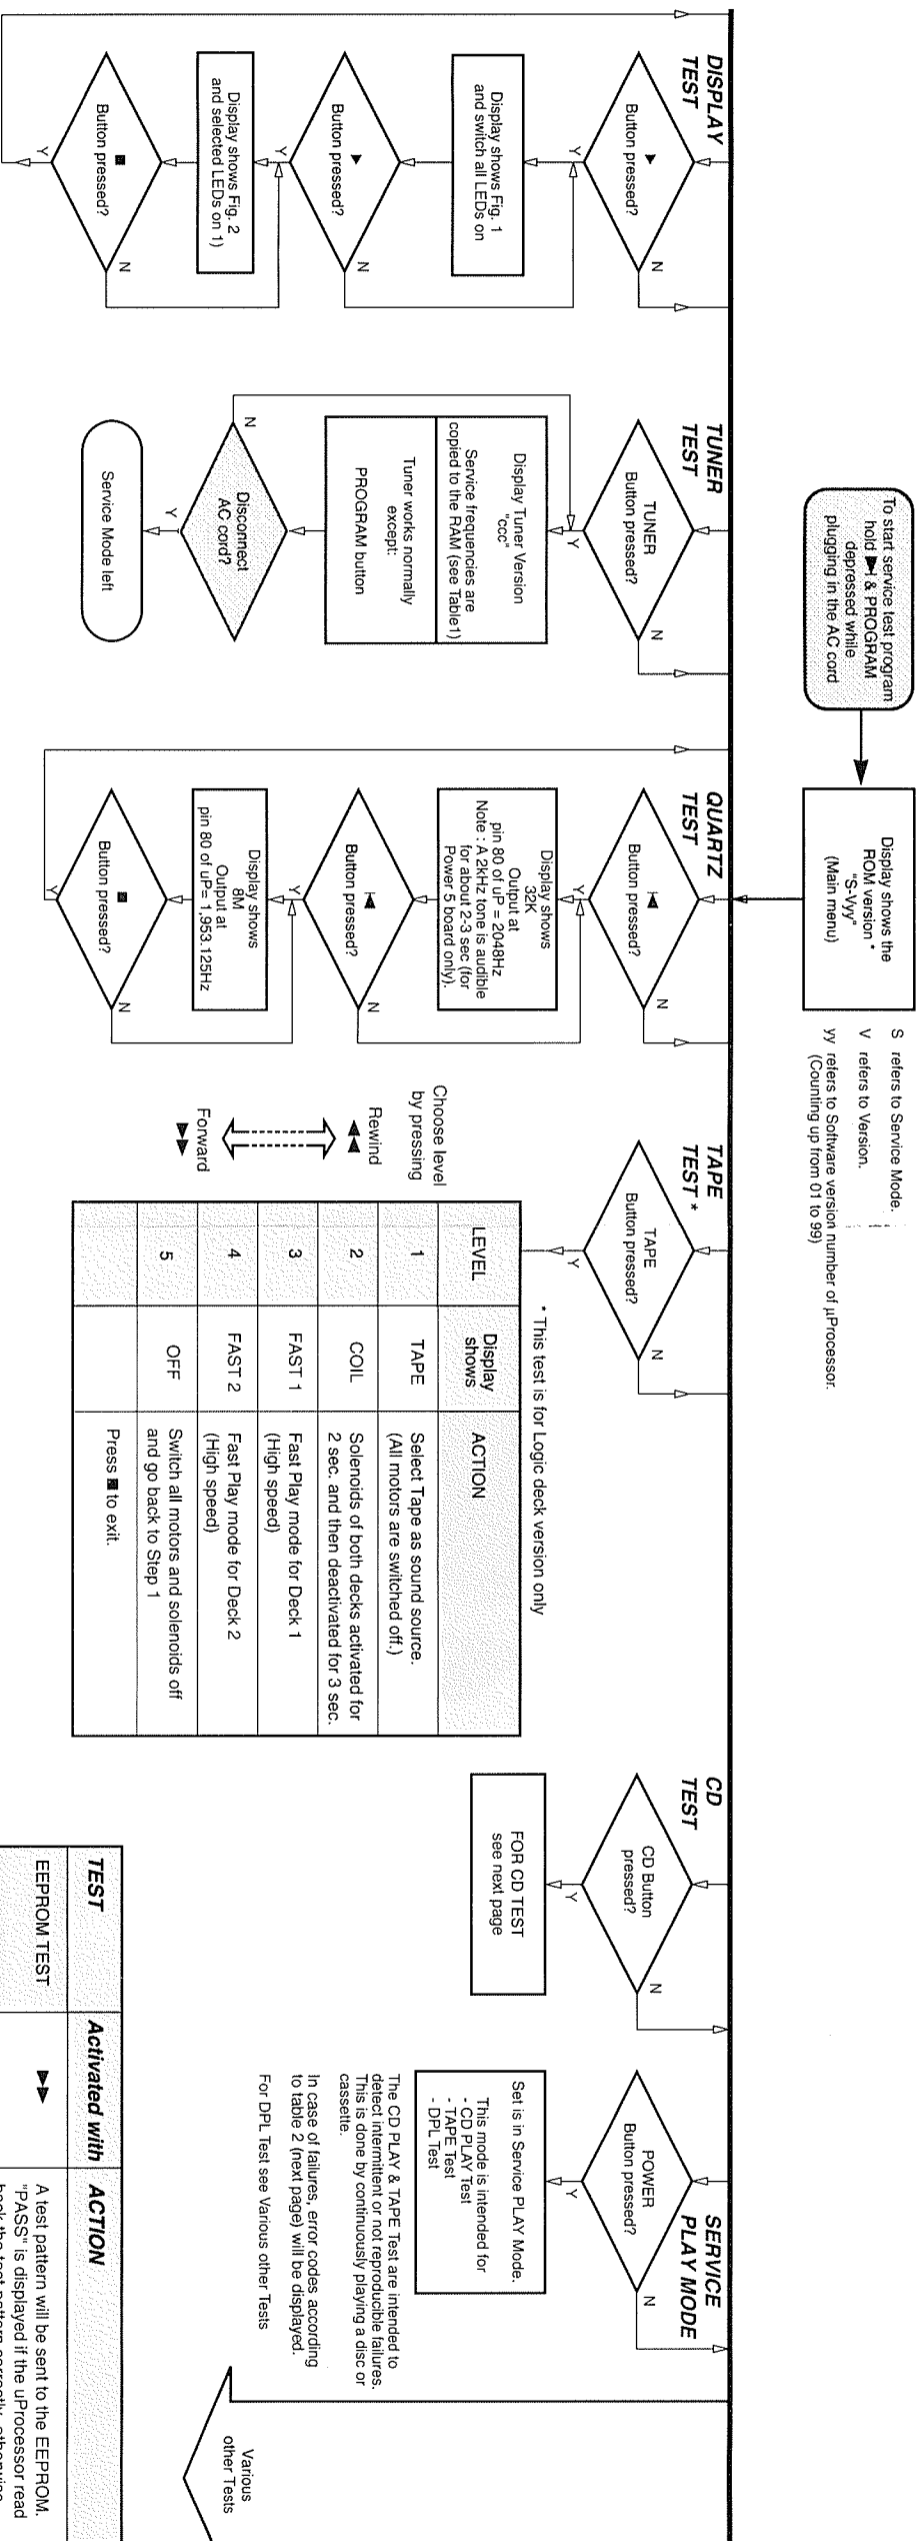 To start service test program
hold ▶I & PROGRAM
depressed while
plugging in the AC cord
Display shows the
ROM version *
"S-Vyy"
(Main menu)
S refers to Service Mode.
V refers to Version.
yy refers to Software version number of µProcessor.
(Counting up from 01 to 99)
DISPLAY
TEST
▶
Button pressed?
N
Y
Display shows Fig. 1
and switch all LEDs on
▶
Button pressed?
N
Y
Display shows Fig. 2
and selected LEDs on 1)
■
Button pressed?
N
Y
TUNER
TEST
TUNER
Button pressed?
N
Y
Display Tuner Version
"ccc"
Service frequencies are
copied to the RAM (see Table1)
Tuner works normally
except:
PROGRAM button
Disconnect
AC cord?
N
Y
Service Mode left
QUARTZ
TEST
I◀
Button pressed?
N
Y
Display shows
32K
Output at
pin 80 of uP = 2048Hz
Note : A 2kHz tone is audible
for about 2-3 sec (for
Power 5 board only).
I◀
Button pressed?
N
Y
Display shows
8M
Output at
pin 80 of uP= 1,953.125Hz
■
Button pressed?
N
Y
TAPE
TEST *
TAPE
Button pressed?
N
Y
* This test is for Logic deck version only
Choose level
by pressing
Rewind
◀◀
Forward
▶▶
LEVEL Display shows ACTION
1 TAPE Select Tape as sound source.
(All motors are switched off.)
2 COIL Solenoids of both decks activated for
2 sec. and then deactivated for 3 sec.
3 FAST 1 Fast Play mode for Deck 1
(High speed)
4 FAST 2 Fast Play mode for Deck 2
(High speed)
5 OFF Switch all motors and solenoids off
and go back to Step 1
Press ■ to exit.
CD
TEST
CD Button
pressed?
N
Y
FOR CD TEST
see next page
SERVICE
PLAY MODE
POWER
Button pressed?
N
Y
Set is in Service PLAY Mode.
This mode is intended for
- CD PLAY Test
- TAPE Test
- DPL Test
The CD PLAY & TAPE Test are intended to
detect intermittent or not reproducible failures.
This is done by continuously playing a disc or
cassette.
In case of failures, error codes according
to table 2 (next page) will be displayed.
For DPL Test see Various other Tests
Various
other Tests
TEST Activated with ACTION
EEPROM TEST ▶▶ A test pattern will be sent to the EEPROM.
"PASS" is displayed if the uProcessor read
back the test pattern correctly, otherwise